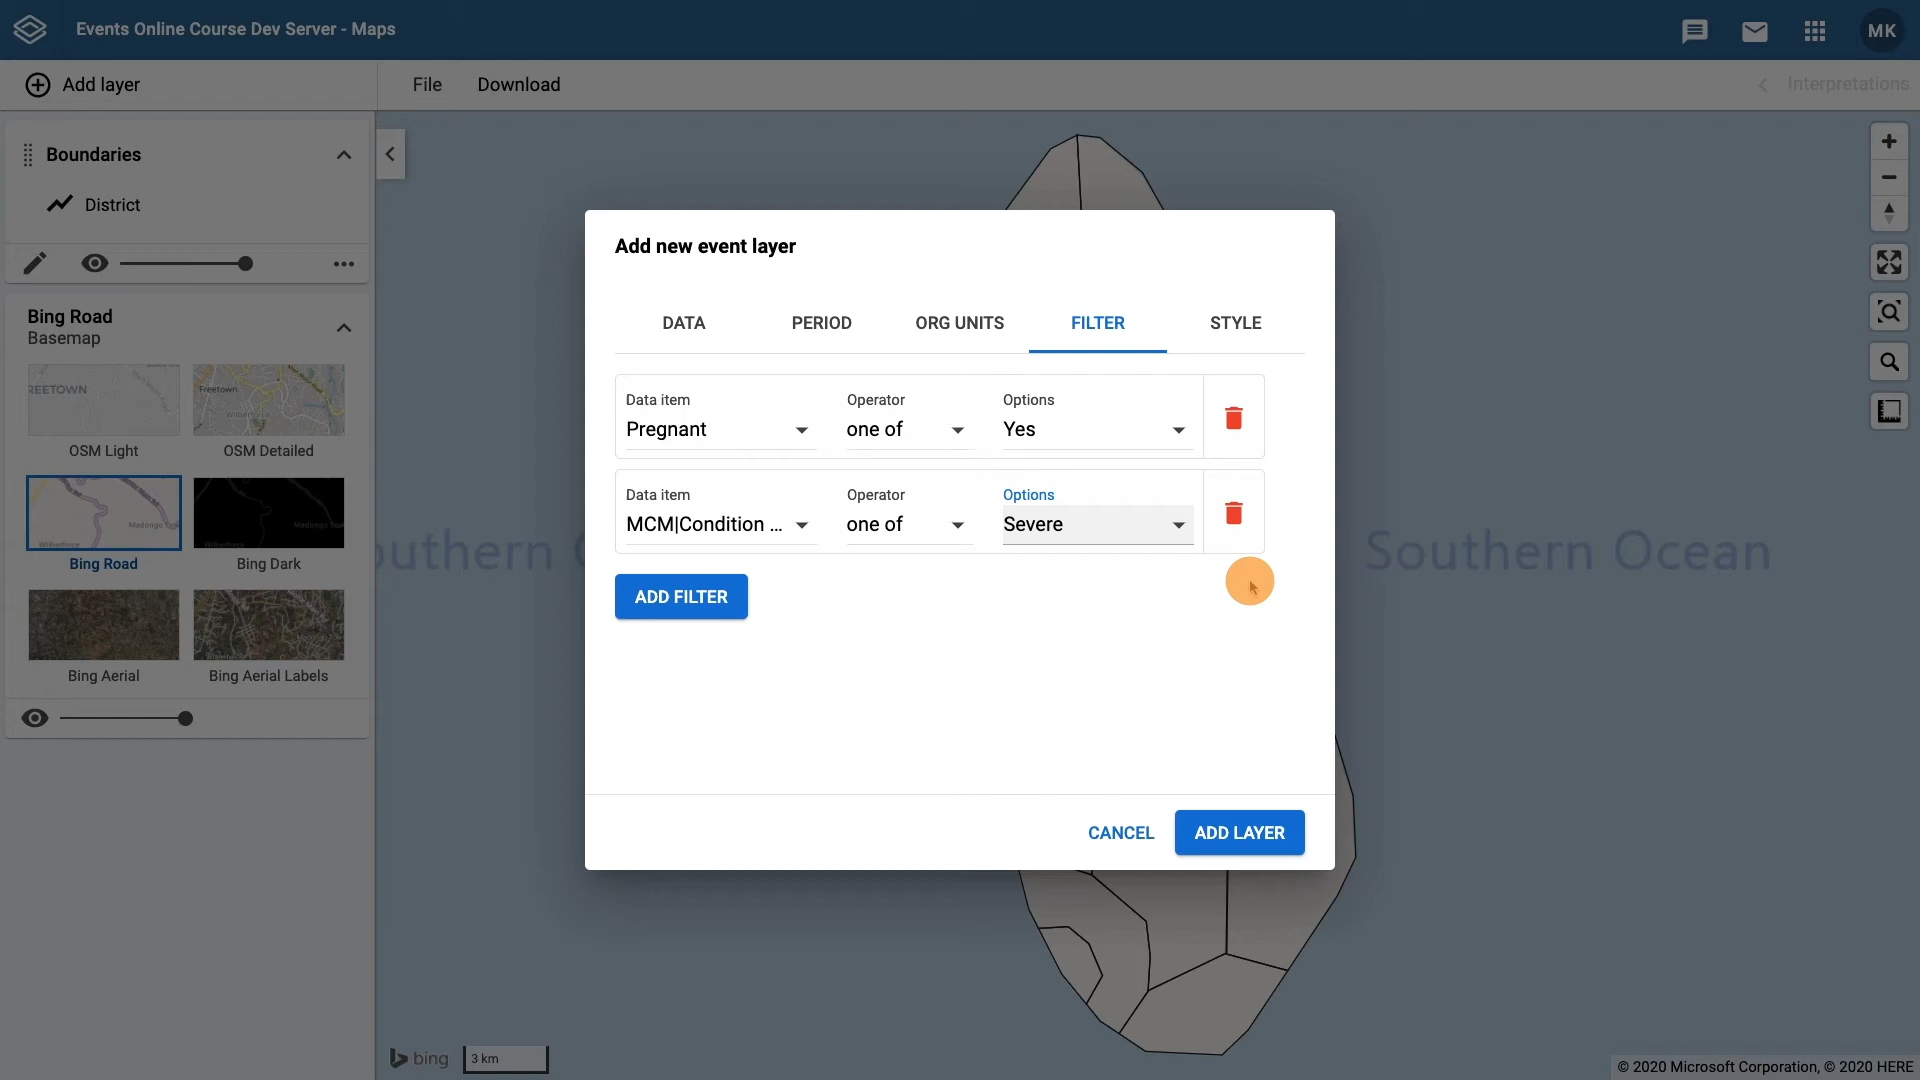 Events Online Course Dev Server - Maps
MK
Add layer
File
Download
Interpretations
Boundaries
District
Bing Road
Basemap
OSM Light
OSM Detailed
Bing Road
Bing Dark
Bing Aerial
Bing Aerial Labels
Add new event layer
DATA
PERIOD
ORG UNITS
FILTER
STYLE
Data item
Operator
Options
Pregnant
one of
Yes
Data item
Operator
Options
MCM|Condition ...
one of
Severe
ADD FILTER
CANCEL
ADD LAYER
Southern Ocean
bing
3 km
© 2020 Microsoft Corporation, © 2020 HERE